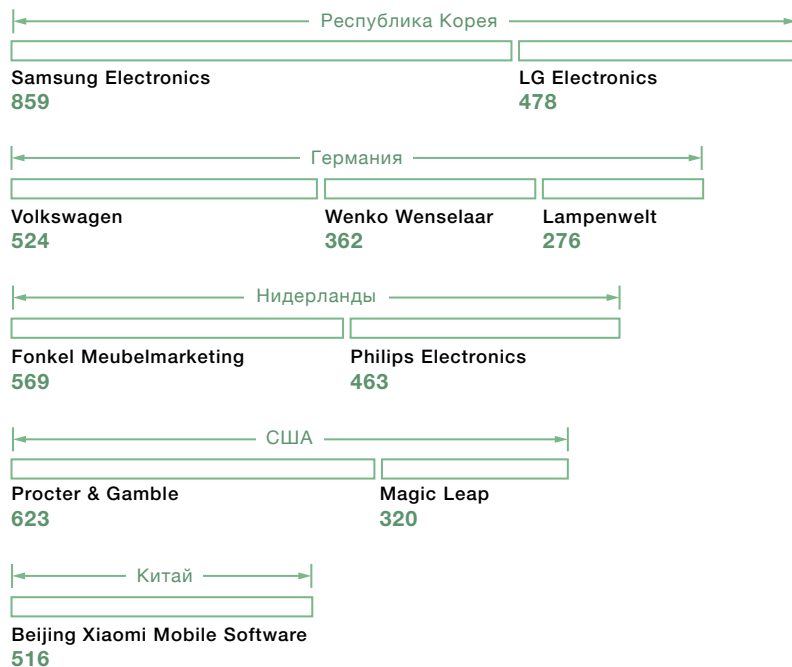 Республика Корея
Samsung Electronics LG Electronics
859 478
Германия
Volkswagen Wenko Wenselaar Lampenwelt
524 362 276
Нидерланды
Fonkel Meubelmarketing Philips Electronics
569 463
США
Procter & Gamble Magic Leap
623 320
Китай
Beijing Xiaomi Mobile Software
516